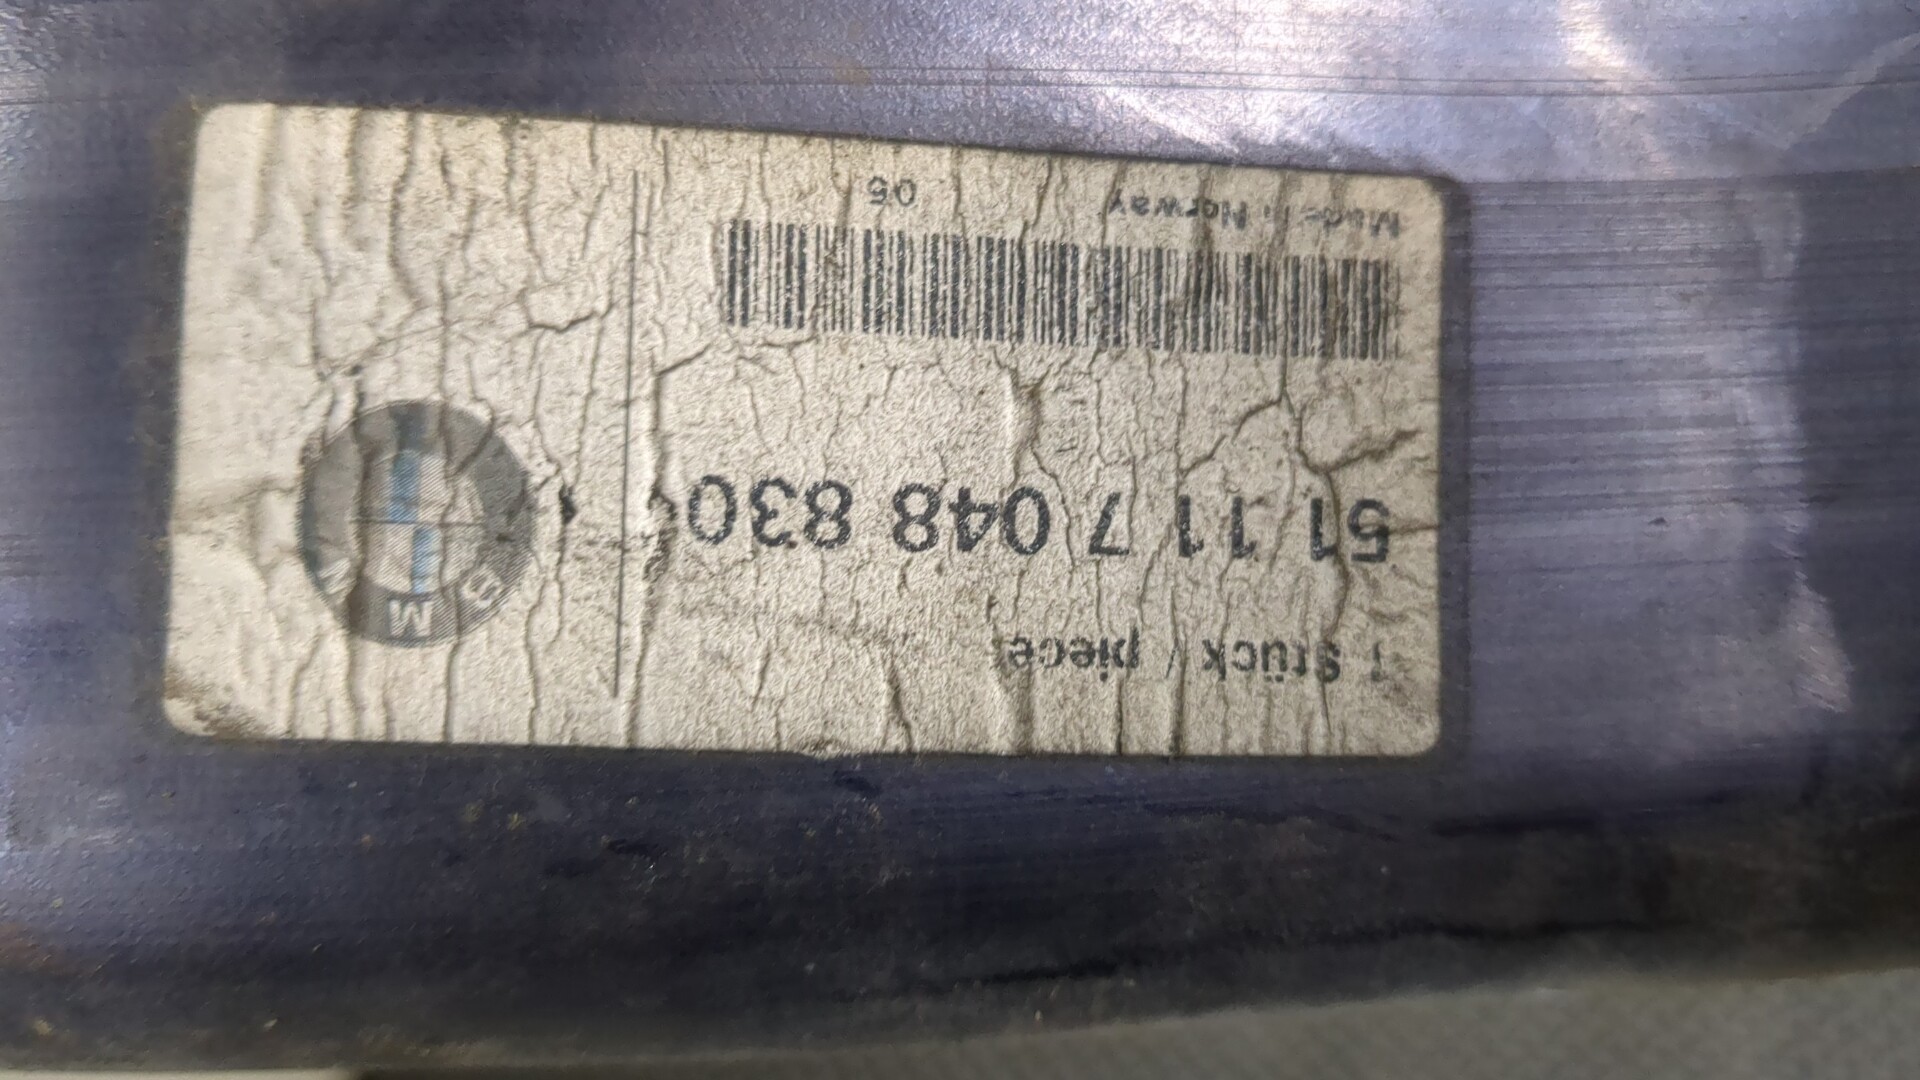 1 Stück / piece
51 11 7 048 830
BMW
Made in Norway 05